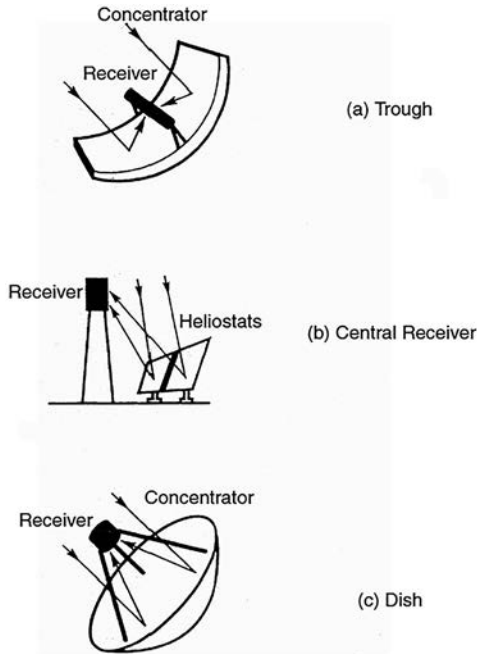 Concentrator
Receiver
(a) Trough
Receiver
Heliostats
(b) Central Receiver
Concentrator
Receiver
(c) Dish